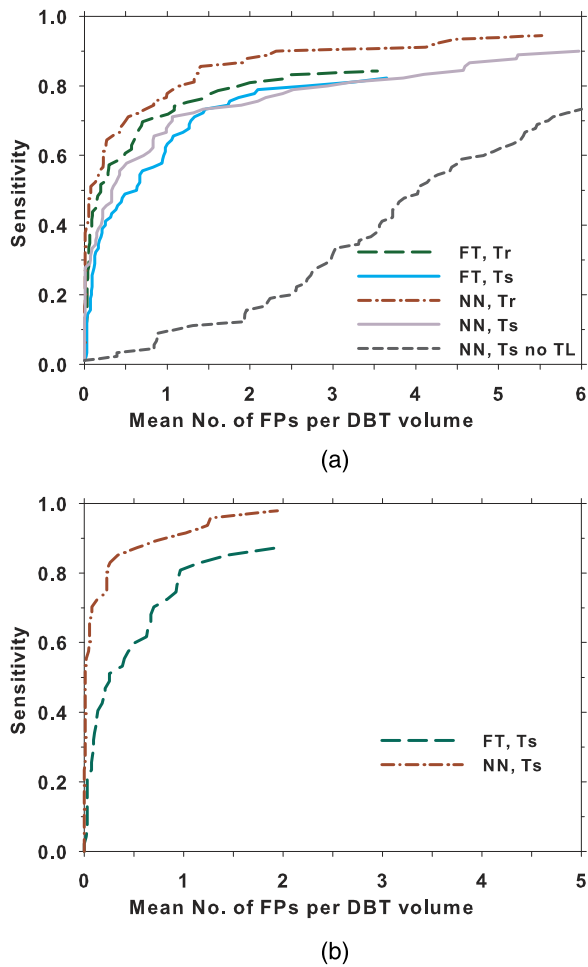 1.0
0.8
0.6
0.4
0.2
0.0
Sensitivity
FT, Tr
FT, Ts
NN, Tr
NN, Ts
NN, Ts no TL
0 1 2 3 4 5 6
Mean No. of FPs per DBT volume
(a)
1.0
0.8
0.6
0.4
0.2
0.0
Sensitivity
FT, Ts
NN, Ts
0 1 2 3 4 5
Mean No. of FPs per DBT volume
(b)